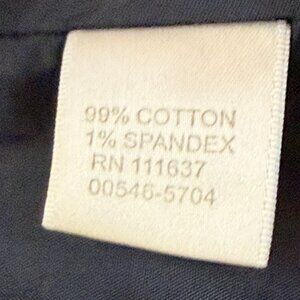 99% COTTON
1% SPANDEX
RN 111637
00546-5704